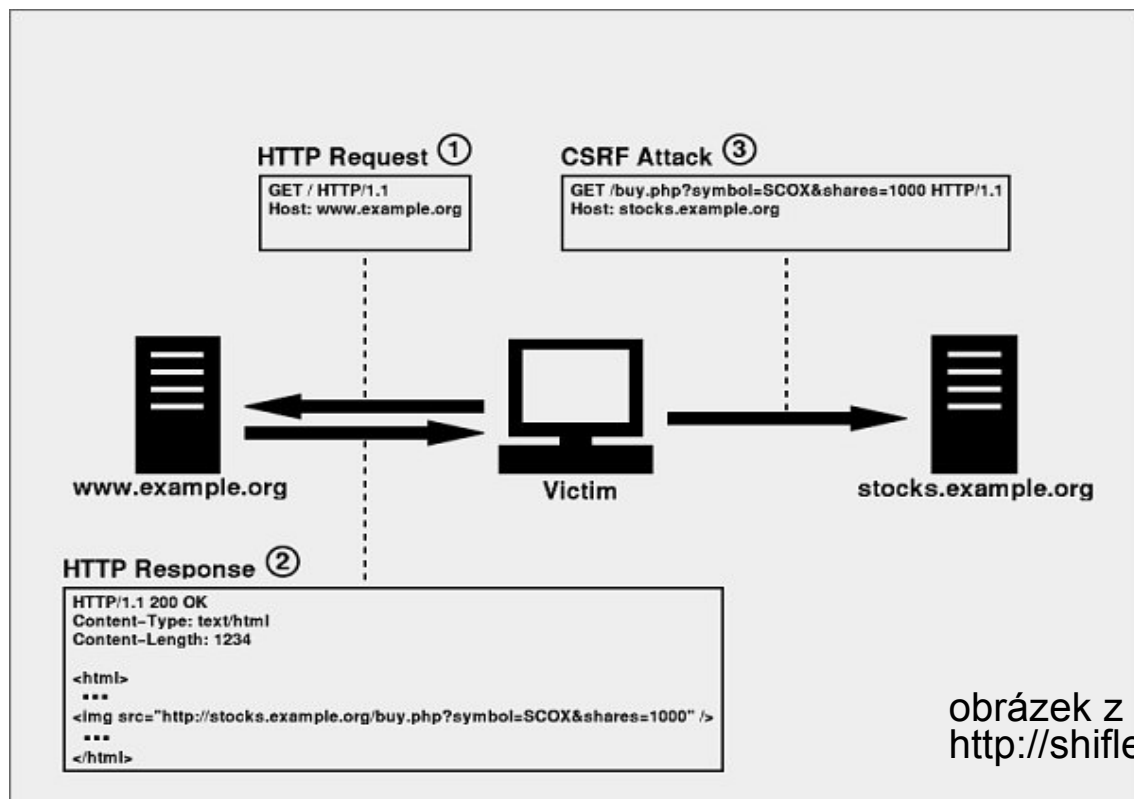 HTTP Request ①
GET / HTTP/1.1
Host: www.example.org
CSRF Attack ③
GET /buy.php?symbol=SCOX&shares=1000 HTTP/1.1
Host: stocks.example.org
www.example.org
Victim
stocks.example.org
HTTP Response ②
HTTP/1.1 200 OK
Content-Type: text/html
Content-Length: 1234
<html>
...
<img src="http://stocks.example.org/buy.php?symbol=SCOX&shares=1000" />
...
</html>
obrázek z
http://shifle